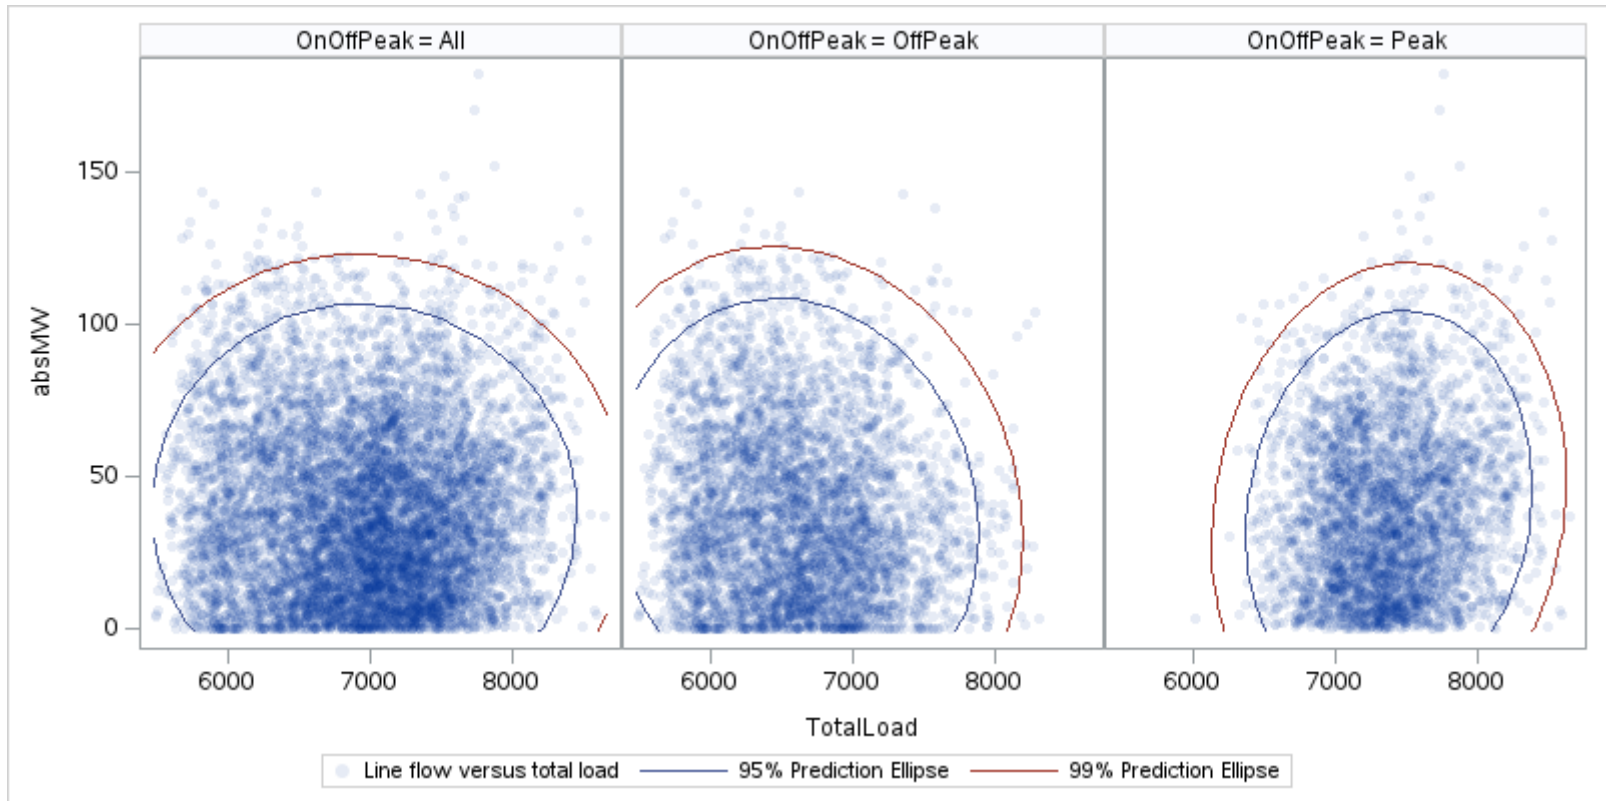 OnOffPeak = All
OnOffPeak = OffPeak
OnOffPeak = Peak
absMW
150
100
50
0
6000 7000 8000
6000 7000 8000
6000 7000 8000
TotalLoad
Line flow versus total load 95% Prediction Ellipse 99% Prediction Ellipse